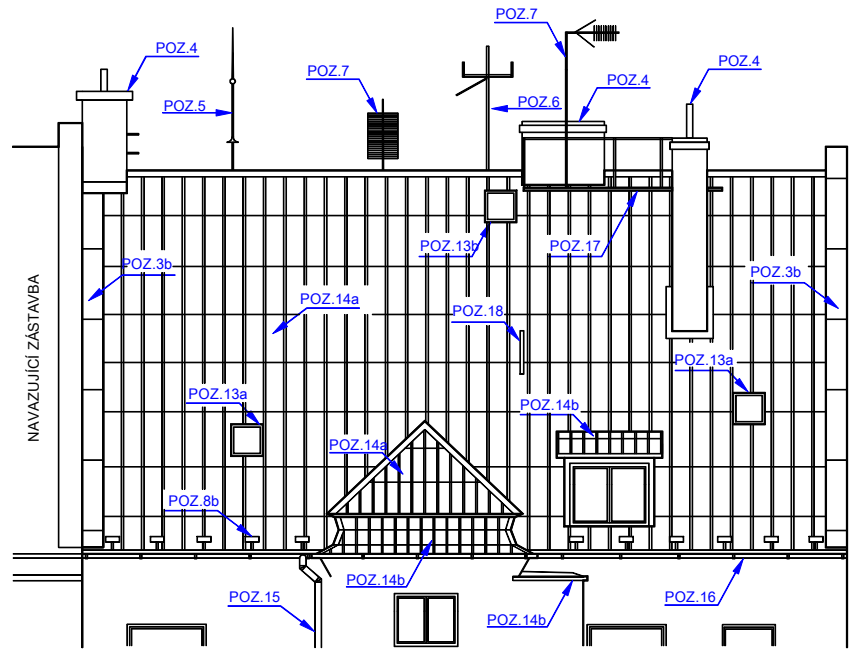 POZ.7
POZ.4
POZ.4
POZ.7
POZ.4
POZ.5
POZ.6
POZ.13b
POZ.17
POZ.3b
POZ.3b
POZ.14a
POZ.18
NAVAZUJÍCÍ ZÁSTAVBA
POZ.13a
POZ.13a
POZ.14b
POZ.14a
POZ.8b
POZ.14b
POZ.15
POZ.16
POZ.14b